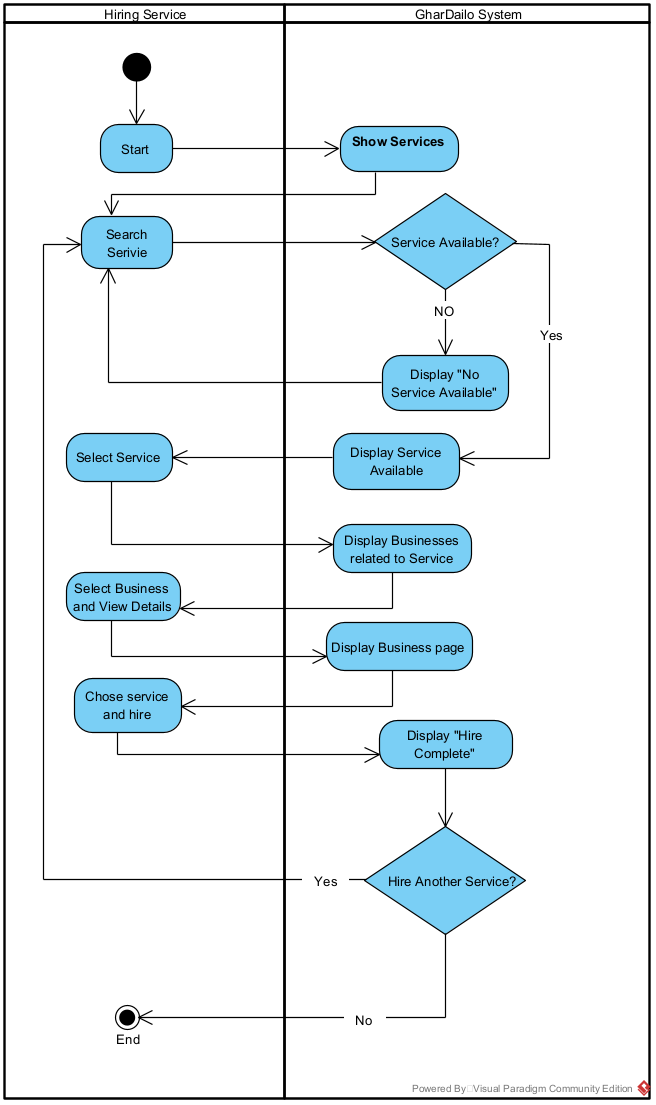 Hiring Service
GharDailo System
Start
Show Services
Search
Serivie
Service Available?
NO
Yes
Display "No
Service Available"
Select Service
Display Service
Available
Display Businesses
related to Service
Select Business
and View Details
Display Business page
Chose service
and hire
Display "Hire
Complete"
Yes
Hire Another Service?
No
End
Powered By Visual Paradigm Community Edition